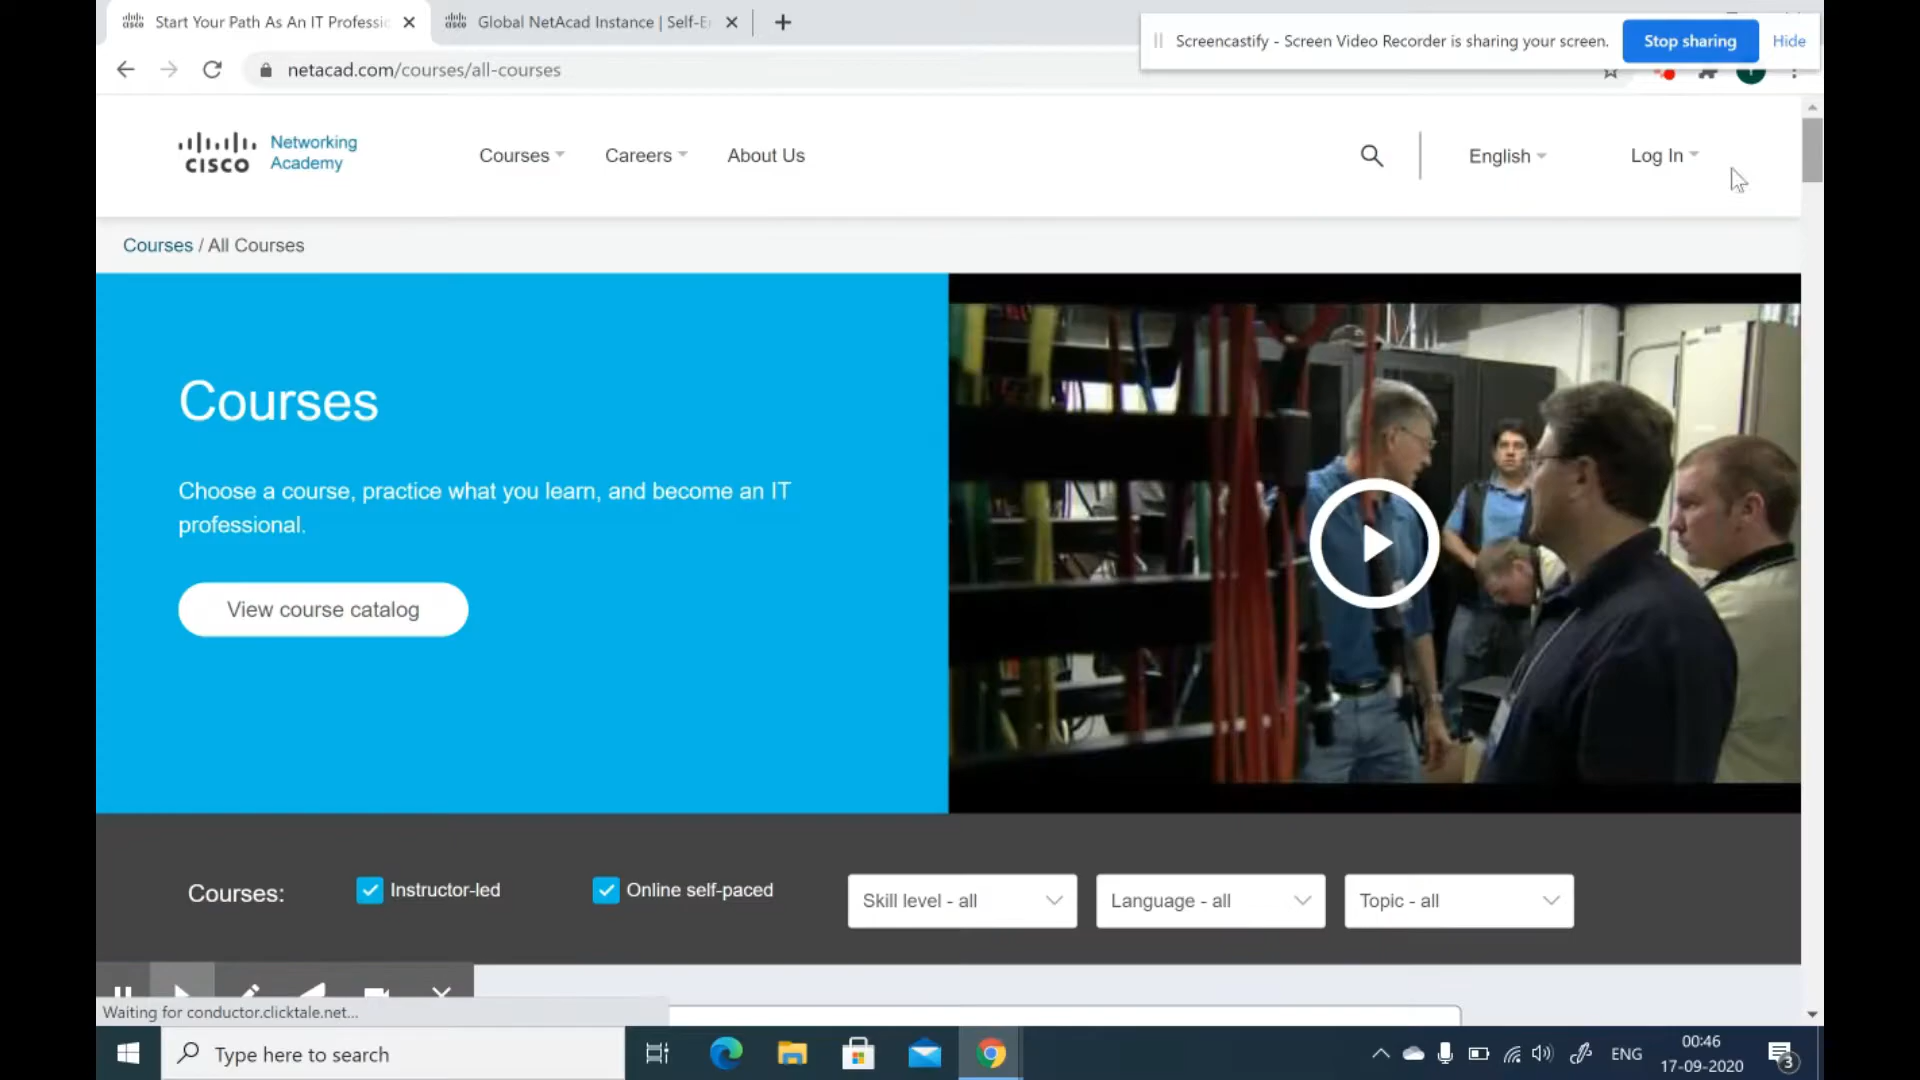 Start Your Path As An IT Professi
Global NetAcad Instance | Self-E
Screencastify - Screen Video Recorder is sharing your screen.
Stop sharing
Hide
netacad.com/courses/all-courses
CISCO
Networking
Academy
Courses
Careers
About Us
English
Log In
Courses / All Courses
Courses
Choose a course, practice what you learn, and become an IT
professional.
View course catalog
Courses:
Instructor-led
Online self-paced
Skill level - all
Language - all
Topic - all
Waiting for conductor.clicktale.net...
Type here to search
ENG
00:46
17-09-2020
3